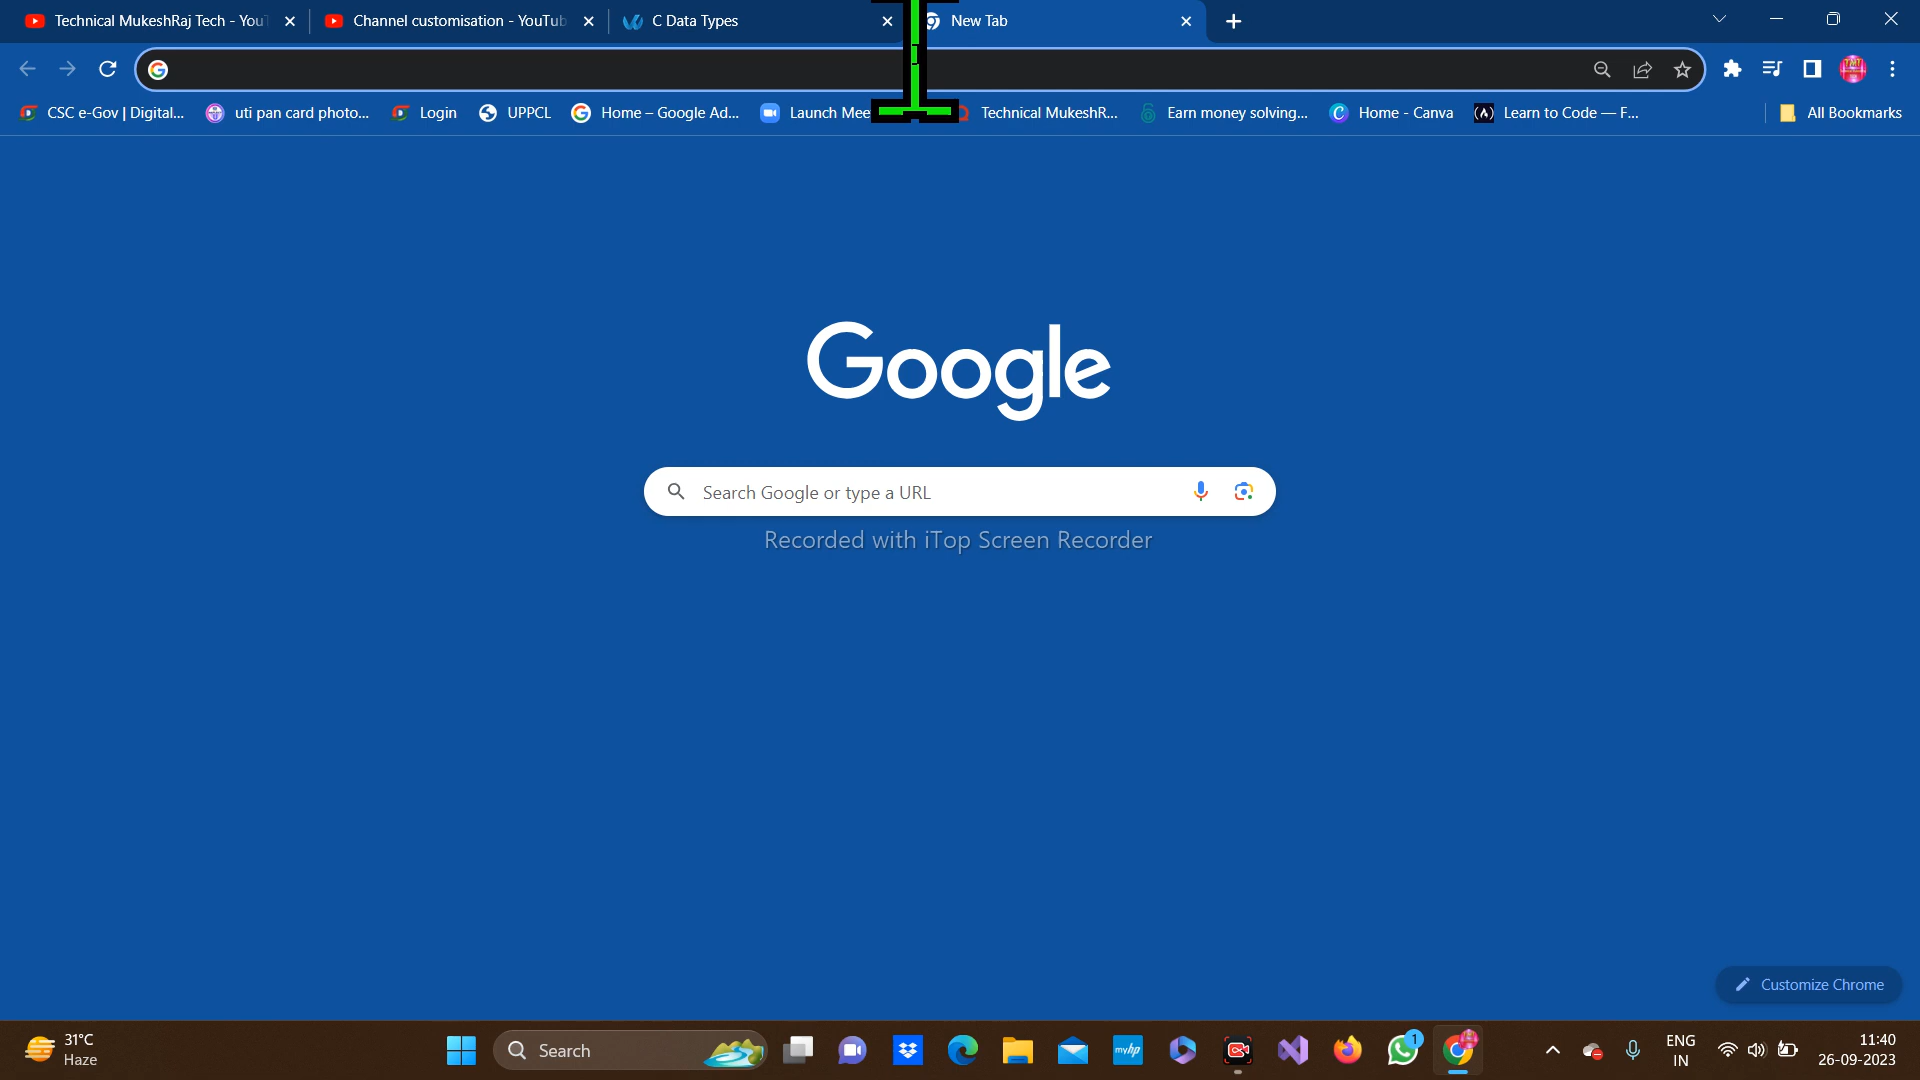 Technical MukeshRaj Tech - YouT
Channel customisation - YouTub
C Data Types
New Tab
CSC e-Gov | Digital...
uti pan card photo...
Login
UPPCL
Home – Google Ad...
Launch Mee
Technical MukeshR...
Earn money solving...
Home - Canva
Learn to Code — F...
All Bookmarks
Google
Search Google or type a URL
Recorded with iTop Screen Recorder
Customize Chrome
31°C
Haze
Search
myhp
1
ENG
IN
11:40
26-09-2023